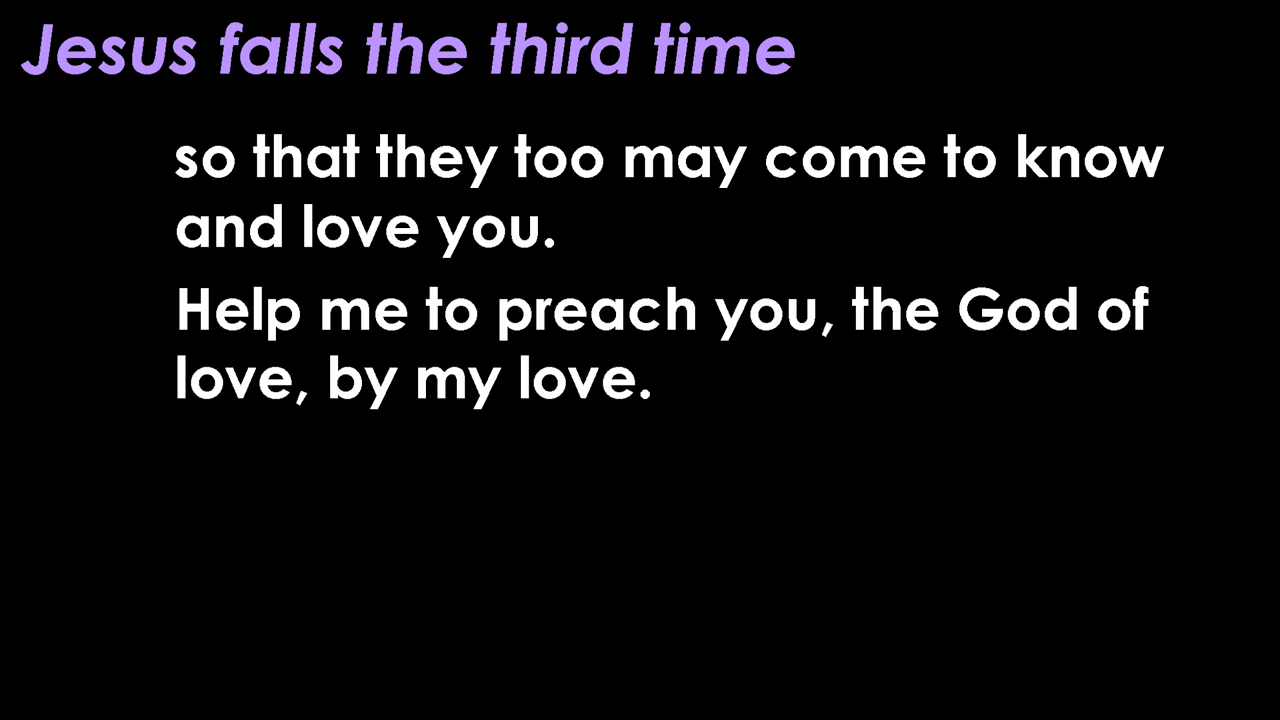 Jesus falls the third time
so that they too may come to know
and love you.
Help me to preach you, the God of
love, by my love.